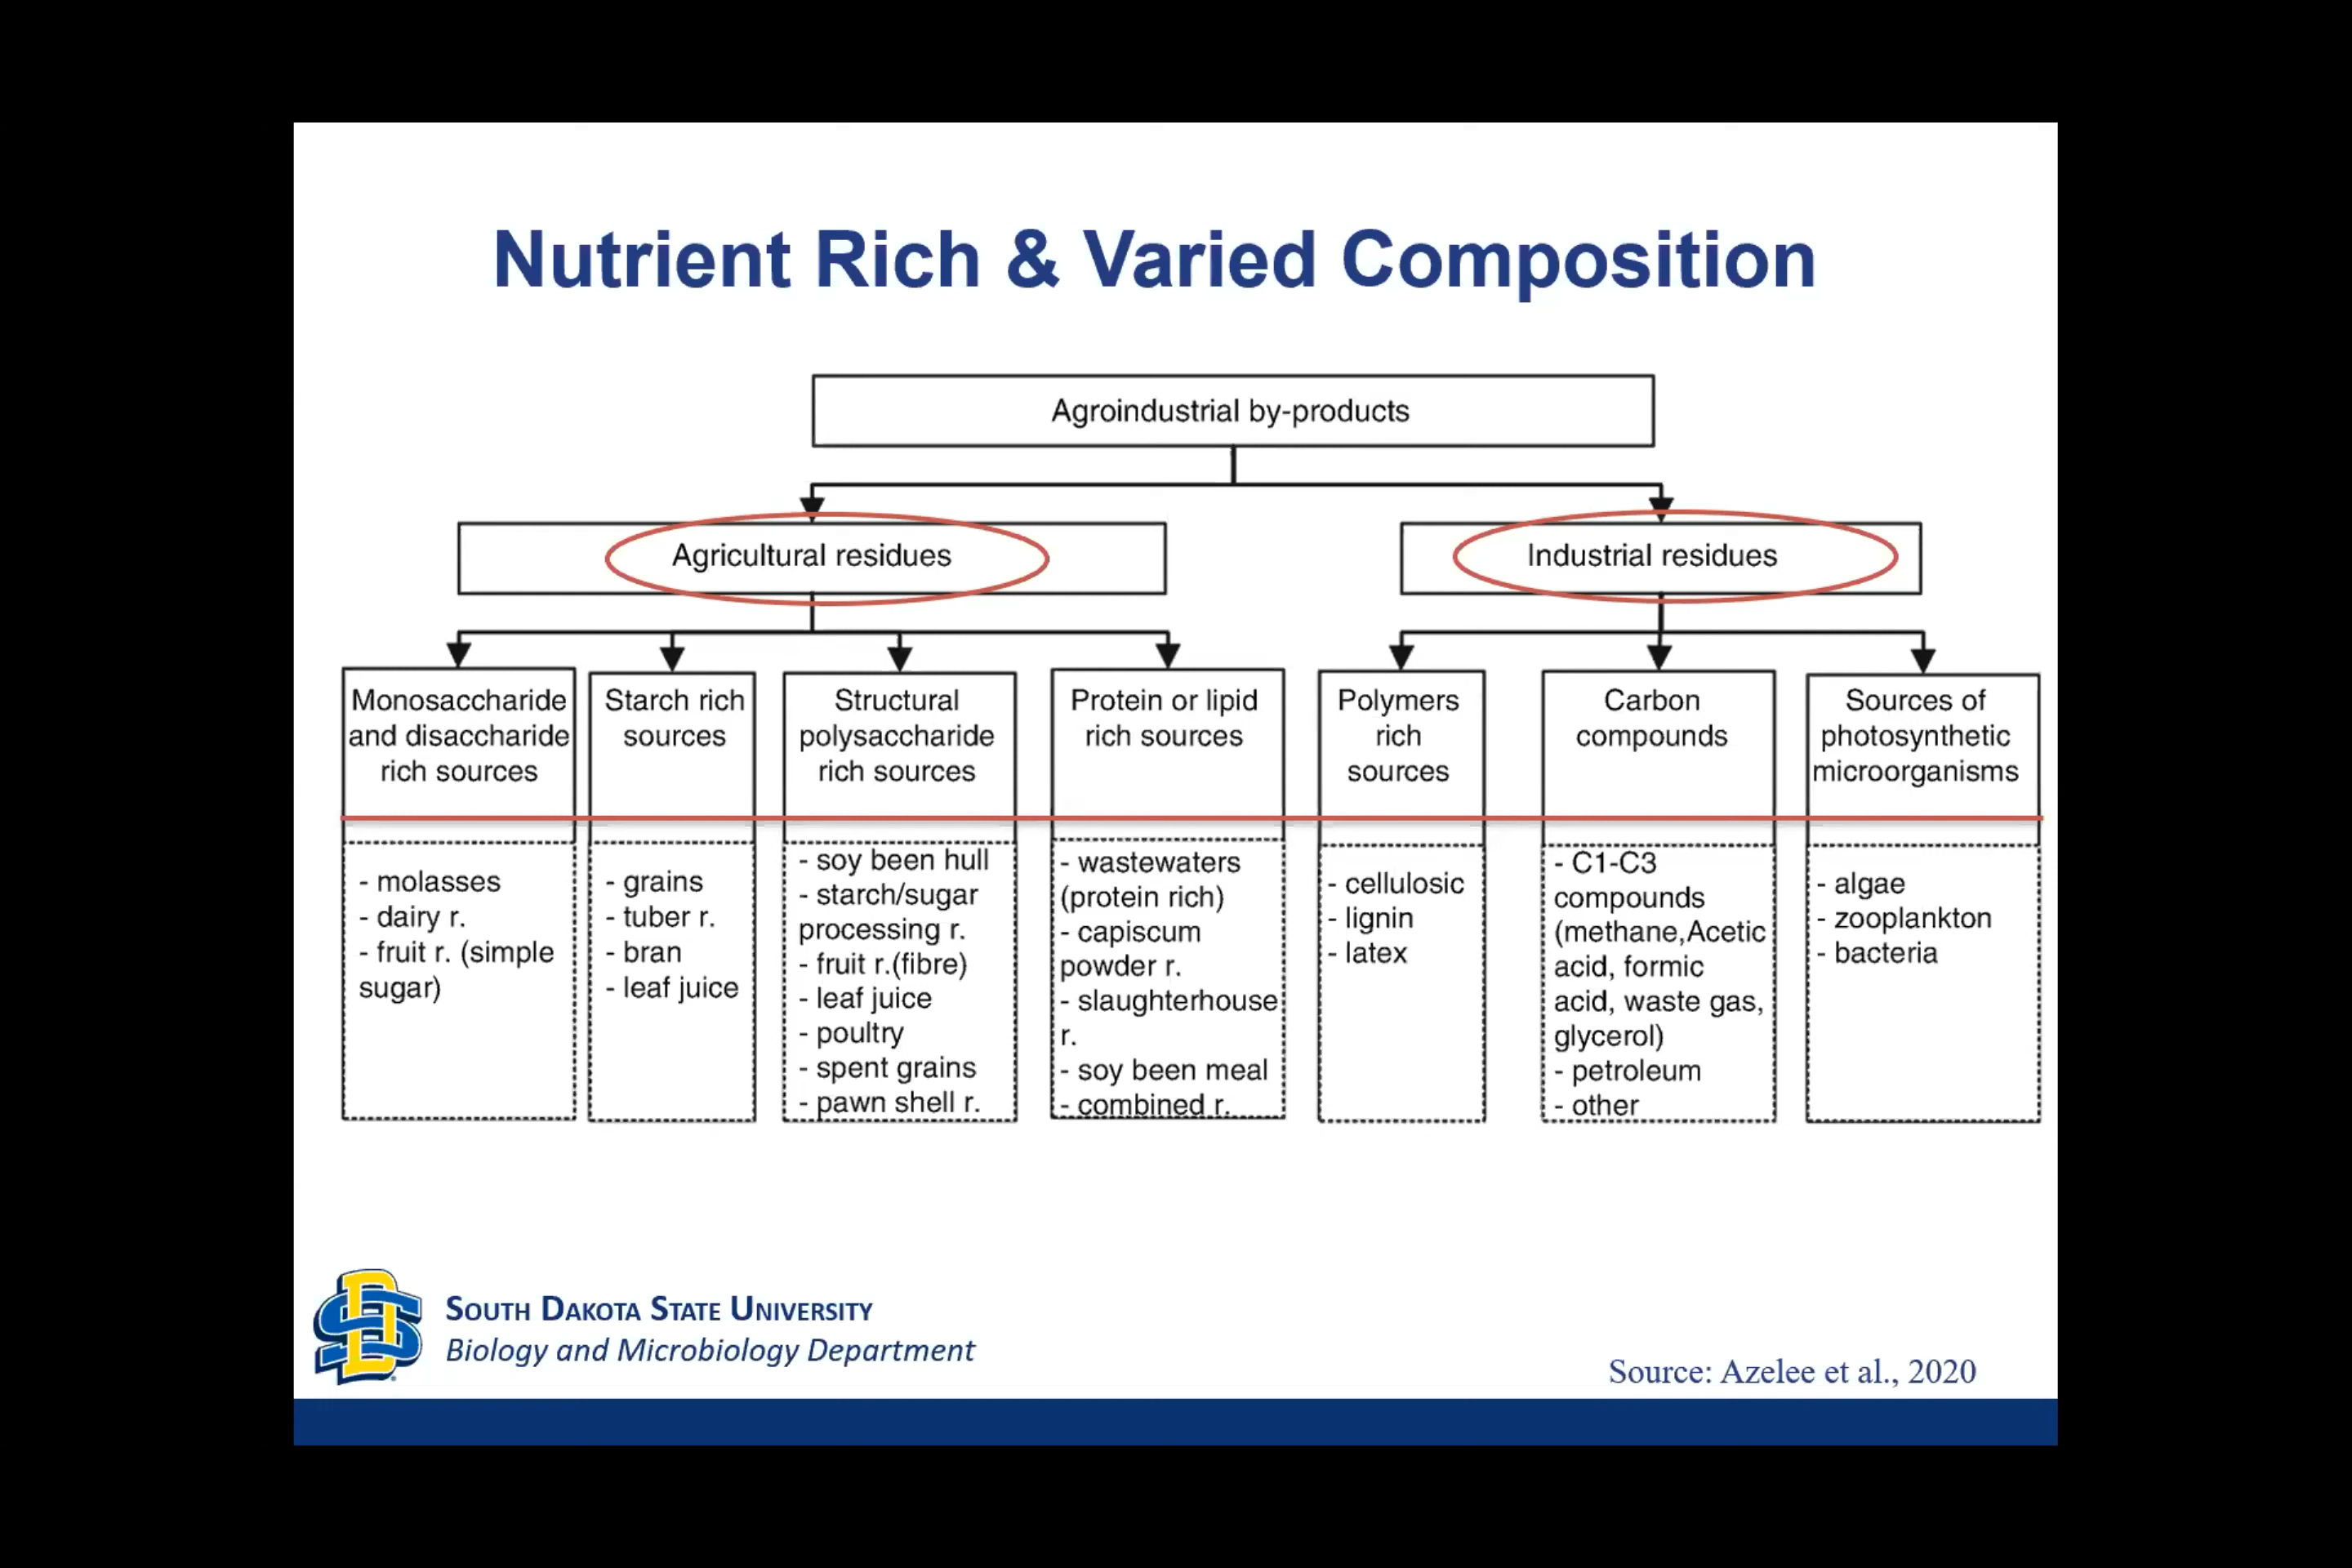 Nutrient Rich & Varied Composition
Agroindustrial by-products
Agricultural residues
Industrial residues
Monosaccharide
and disaccharide
rich sources
Starch rich
sources
Structural
polysaccharide
rich sources
Protein or lipid
rich sources
Polymers
rich
sources
Carbon
compounds
Sources of
photosynthetic
microorganisms
- molasses
- dairy r.
- fruit r. (simple
sugar)
- grains
- tuber r.
- bran
- leaf juice
- soy been hull
- starch/sugar
processing r.
- fruit r.(fibre)
- leaf juice
- poultry
- spent grains
- pawn shell r.
- wastewaters
(protein rich)
- capiscum
powder r.
- slaughterhouse
r.
- soy been meal
- combined r.
- cellulosic
- lignin
- latex
- C1-C3
compounds
(methane,Acetic
acid, formic
acid, waste gas,
glycerol)
- petroleum
- other
- algae
- zooplankton
- bacteria
SOUTH DAKOTA STATE UNIVERSITY
Biology and Microbiology Department
Source: Azelee et al., 2020